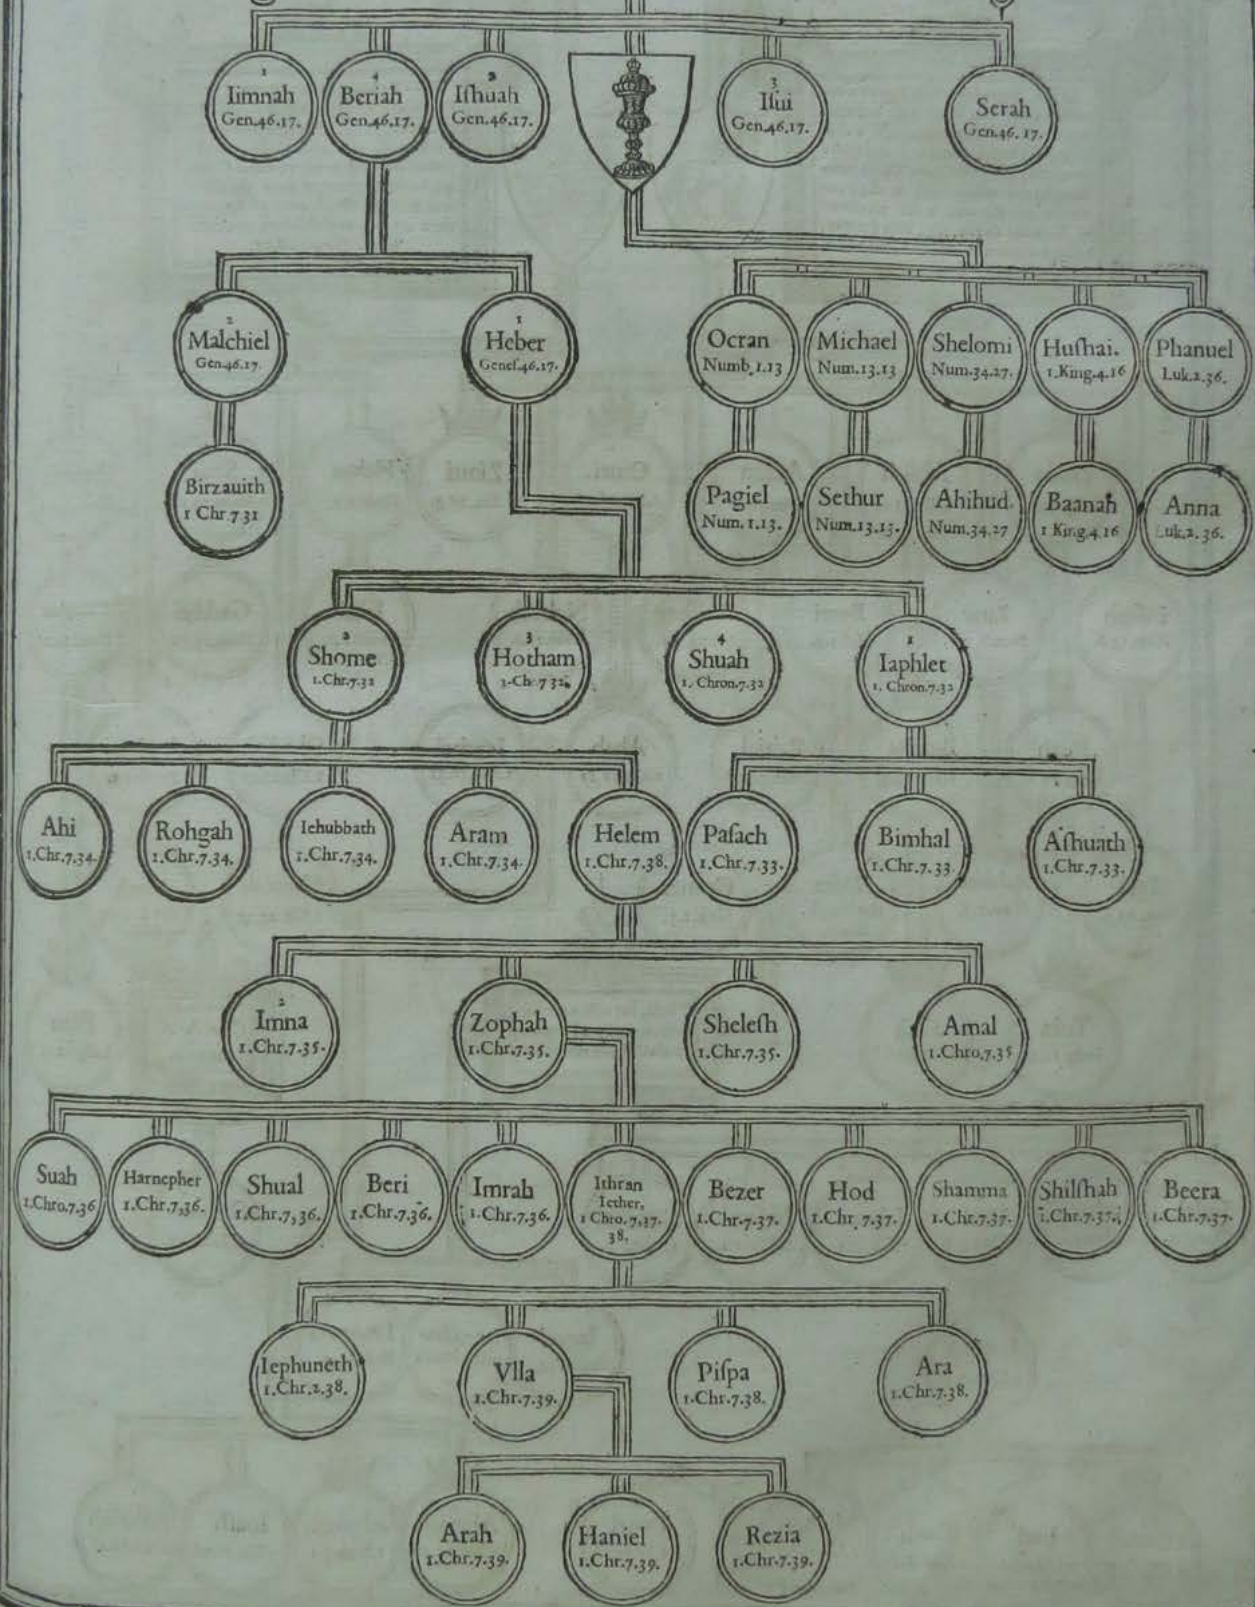 1
Iimnah
Gen.46.17.
4
Beriah
Gen.46.17.
2
Iſhuah
Gen.46.17.
3
Iſui
Gen.46.17.
Serah
Gen.46.17.
2
Malchiel
Gen.46.17.
1
Heber
Geneſ.46.17.
Ocran
Numb.1.13
Michael
Num.13.13
Shelomi
Num.34.27.
Huſhai.
1.King.4.16
Phanuel
Luk.2.36.
Birzauith
1 Chr.7 31
Pagiel
Num.1.13.
Sethur
Num.13.13.
Ahihud.
Num.34.27
Baanah
1 King.4.16
Anna
Luk.2.36.
2
Shome
1.Chr.7.32
3
Hotham
1.Ch.7 32.
4
Shuah
1. Chron.7.32
1
Iaphlet
1. Chron.7.32
Ahi
1.Chr.7.34.
Rohgah
1.Chr.7.34.
Iehubbath
1.Chr.7.34.
Aram
1.Chr.7.34.
Helem
1.Chr.7.38.
Paſach
1.Chr.7.33.
Bimhal
1.Chr.7.33
Aſhuath
1.Chr.7.33.
2
Imna
1.Chr.7.35.
Zophah
1.Chr.7.35.
Sheleſh
1.Chr.7.35.
Amal
1.Chro.7.35
Suah
1.Chro.7.36
Harnepher
1.Chr.7,36.
Shual
1.Chr.7,36.
Beri
1.Chr.7.36.
Imrah
1.Chr.7.36.
Ithran
Iether,
1 Chro.7.37.
38.
Bezer
1.Chr.7.37.
Hod
1.Chr.7.37.
Shamma
1.Chr.7.37.
Shilſhah
1.Chr.7.37.
Beera
1.Chr.7.37.
Iephuneth
1.Chr.2.38.
Vlla
1.Chr.7.39.
Piſpa
1.Chr.7.38.
Ara
1.Chr.7.38.
Arah
1.Chr.7.39.
Haniel
1.Chr.7.39.
Rezia
1.Chr.7.39.